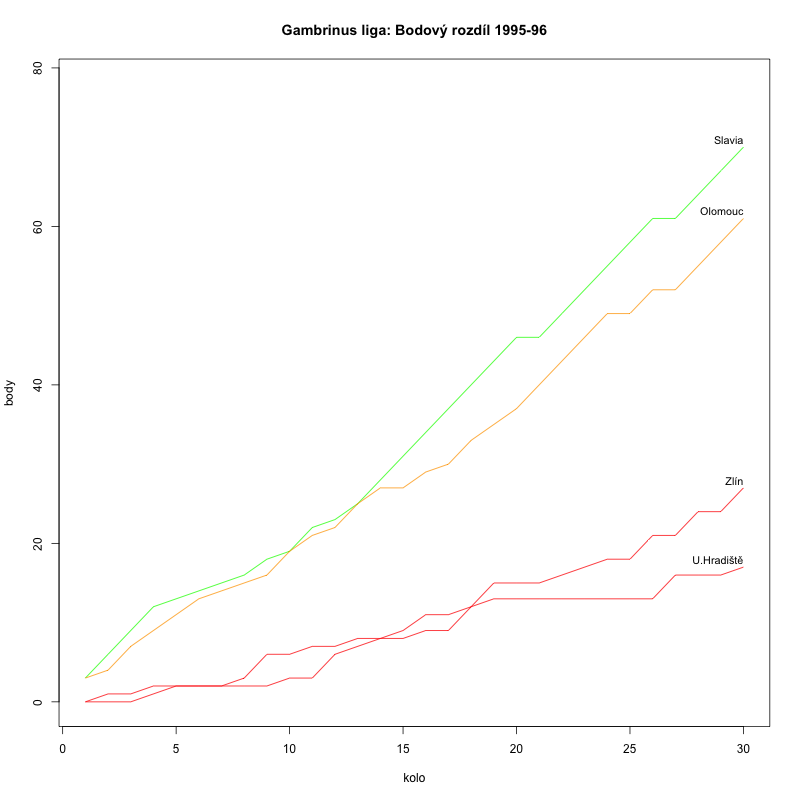 Gambrinus liga: Bodový rozdíl 1995-96
80
60
40
20
0
body
Slavia
Olomouc
Zlín
U.Hradiště
0 5 10 15 20 25 30
kolo